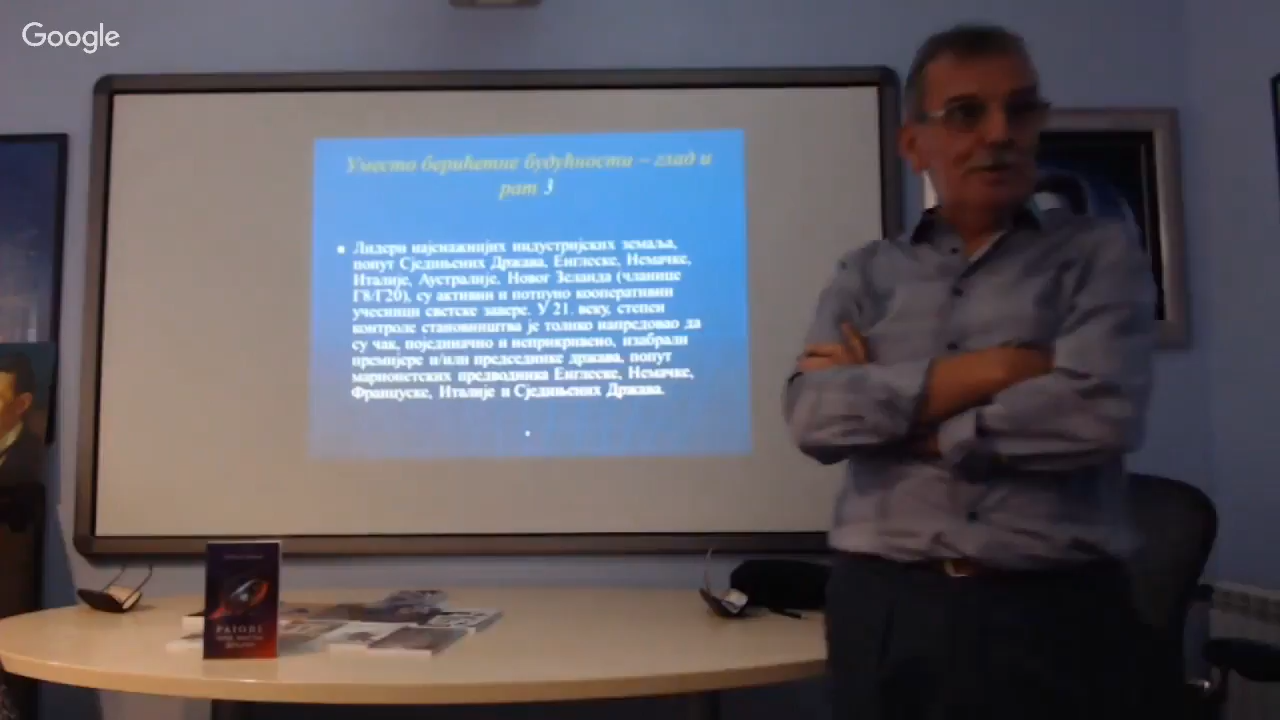 Google
Уместо берићетне будућности – глад и
рат 3
Лидери најснажнијих индустријских земаља,
попут Сједињених Држава, Енглеске, Немачке,
Италије, Аустралије, Новог Зеланда (чланице
Г8/Г20), су активни и потпуно кооперативни
учесници светске завере. У 21. веку, степен
контроле становништва је толико напредовао да
су чак, појединачно и неприкривено, изабрали
премијере и/или председнике држава, попут
марионетских предводника Енглеске, Немачке,
Француске, Италије и Сједињених Држава.